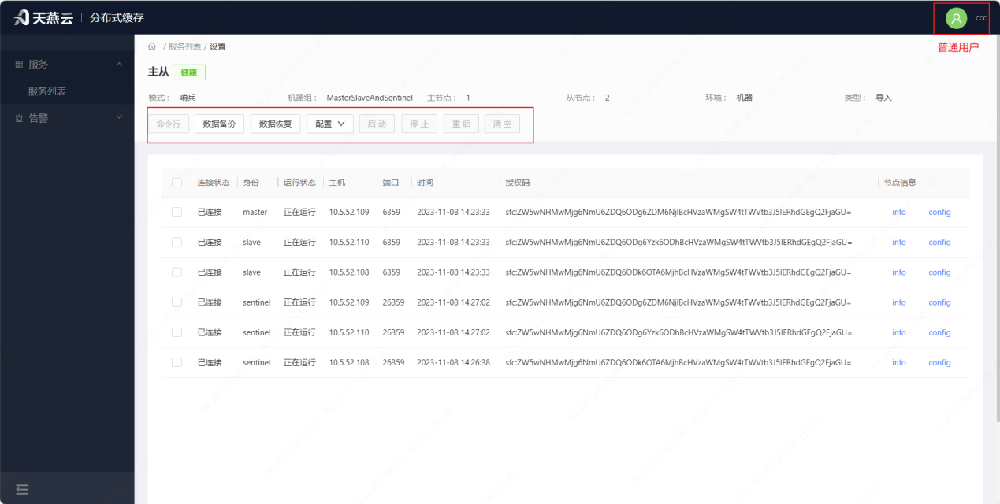 天燕云 | 分布式缓存
ccc
普通用户
服务
服务列表
告警
/ 服务列表 / 设置
主从 健康
模式： 哨兵 机器组： MasterSlaveAndSentinel 主节点： 1 从节点： 2 环境： 机器 类型： 导入
命令行 数据备份 数据恢复 配置 启动 停止 重启 清空
连接状态 身份 运行状态 主机 端口 时间 授权码 节点信息
已连接 master 正在运行 10.5.52.109 6359 2023-11-08 14:23:33 sfc:ZW5wNHMwMjg6NmU6ZDQ6ODg6ZDM6NjlBcHVzaWMgSW4tTWVtb3J5IERhdGEgQ2FjaGU= info config
已连接 slave 正在运行 10.5.52.110 6359 2023-11-08 14:23:33 sfc:ZW5wNHMwMjg6NmU6ZDQ6ODg6Yzk6ODhBcHVzaWMgSW4tTWVtb3J5IERhdGEgQ2FjaGU= info config
已连接 slave 正在运行 10.5.52.108 6359 2023-11-08 14:23:33 sfc:ZW5wNHMwMjg6NmU6ZDQ6ODk6OTA6MjhBcHVzaWMgSW4tTWVtb3J5IERhdGEgQ2FjaGU= info config
已连接 sentinel 正在运行 10.5.52.109 26359 2023-11-08 14:27:02 sfc:ZW5wNHMwMjg6NmU6ZDQ6ODg6ZDM6NjlBcHVzaWMgSW4tTWVtb3J5IERhdGEgQ2FjaGU= info config
已连接 sentinel 正在运行 10.5.52.110 26359 2023-11-08 14:27:02 sfc:ZW5wNHMwMjg6NmU6ZDQ6ODg6Yzk6ODhBcHVzaWMgSW4tTWVtb3J5IERhdGEgQ2FjaGU= info config
已连接 sentinel 正在运行 10.5.52.108 26359 2023-11-08 14:26:38 sfc:ZW5wNHMwMjg6NmU6ZDQ6ODk6OTA6MjhBcHVzaWMgSW4tTWVtb3J5IERhdGEgQ2FjaGU= info config